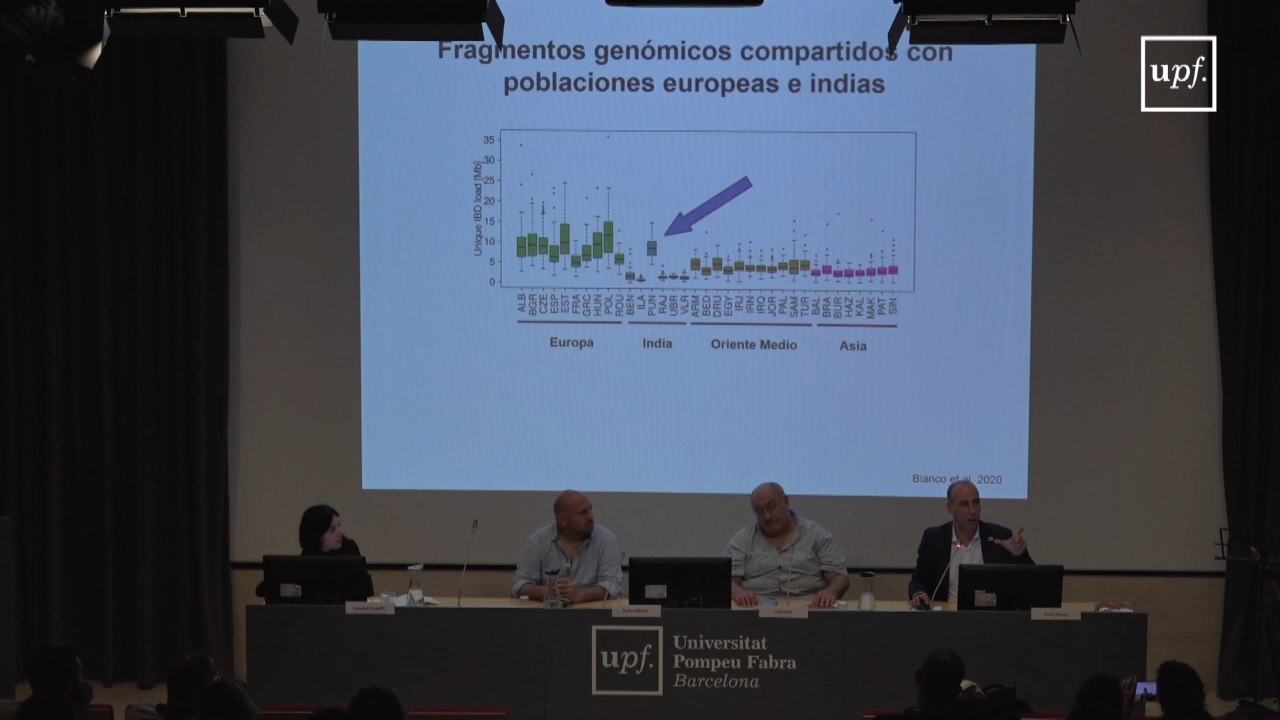 Fragmentos genómicos compartidos con
poblaciones europeas e indias
upf.
Unique IBD load [Mb]
35
30
25
20
15
10
5
0
ALB BGR CZE ESP EST FRA GRC HUN POL ROU BEN ILA PUN RAJ UBR VLR ARM BED DRU EGY IRJ IRN IRQ JOR PAL SAM TUR BAL BRA BUR HAZ KAL MAK PAT SIN
Europa India Oriente Medio Asia
Bianco et al. 2020
upf.
Universitat
Pompeu Fabra
Barcelona